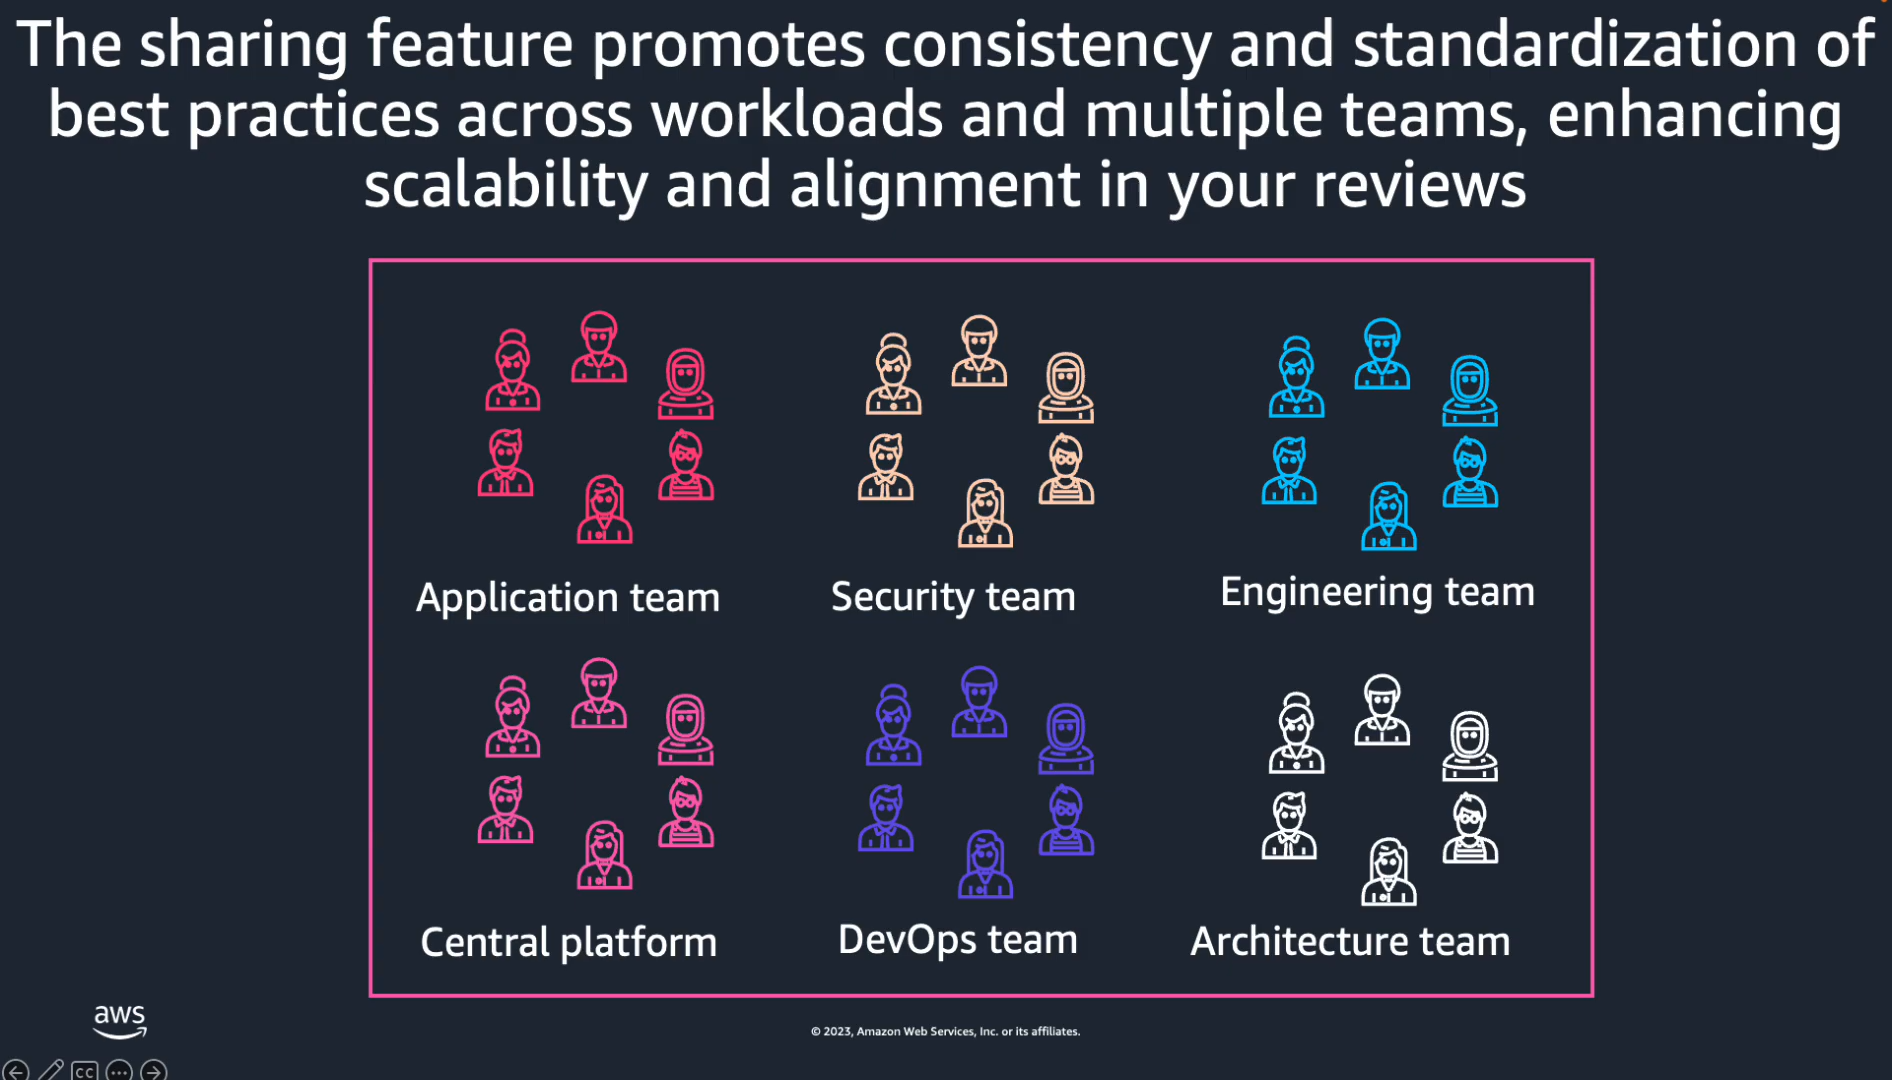 The sharing feature promotes consistency and standardization of
best practices across workloads and multiple teams, enhancing
scalability and alignment in your reviews
Application team
Security team
Engineering team
Central platform
DevOps team
Architecture team
aws
© 2023, Amazon Web Services, Inc. or its affiliates.
CC